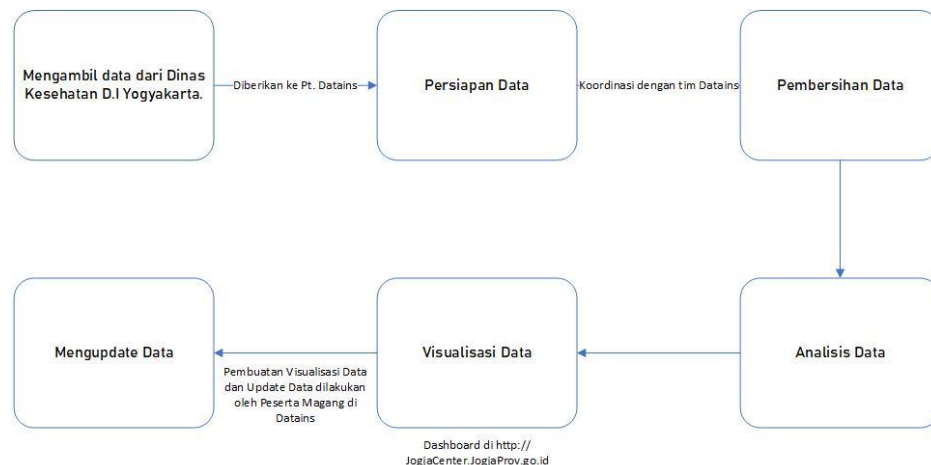 Mengambil data dari Dinas
Kesehatan D.I Yogyakarta.
Diberikan ke Pt. Datains
Persiapan Data
Koordinasi dengan tim Datains
Pembersihan Data
Analisis Data
Visualisasi Data
Mengupdate Data
Pembuatan Visualisasi Data
dan Update Data dilakukan
oleh Peserta Magang di
Datains
Dashboard di http://
JogjaCenter.JogjaProv.go.id